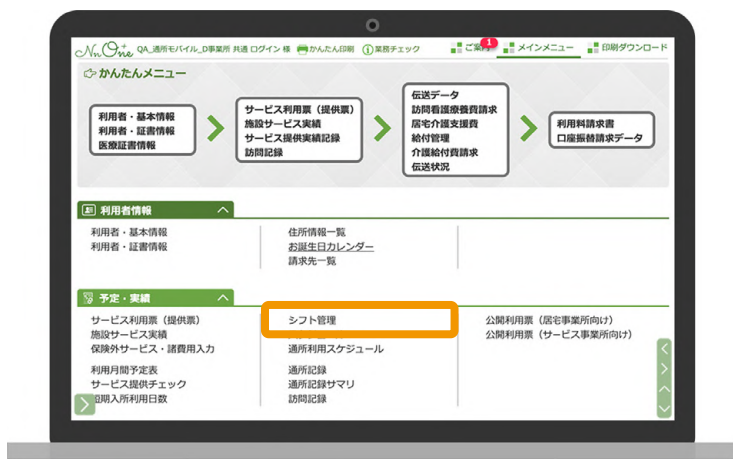 NnOne QA_通所モバイル_D事業所 共通 ログイン 様 かんたん印刷 業務チェック 1 メインメニュー 印刷ダウンロード
かんたんメニュー
利用者・基本情報
利用者・証書情報
医療証書情報
サービス利用票(提供票)
施設サービス実績
サービス提供実績記録
訪問記録
伝送データ
訪問看護療養費請求
居宅介護支援費
給付管理
介護給付費請求
伝送状況
利用料請求書
口座振替請求データ
利用者情報
利用者・基本情報
利用者・証書情報
住所情報一覧
お誕生日カレンダー
請求先一覧
予定・実績
サービス利用票(提供票)
施設サービス実績
保険外サービス・諸費用入力
利用月間予定表
サービス提供チェック
短期入所利用日数
シフト管理
通所利用スケジュール
通所記録
通所記録サマリ
訪問記録
公開利用票(居宅事業所向け)
公開利用票(サービス事業所向け)